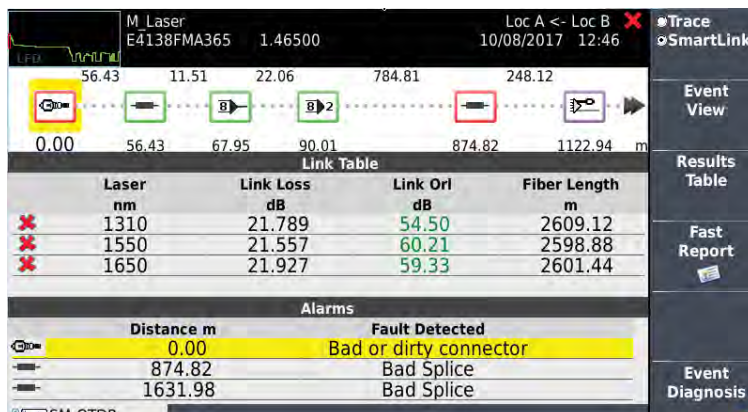 M_Laser Loc A <- Loc B
E4138FMA365 1.46500 10/08/2017 12:46
LFD
Trace
SmartLink
56.43 11.51 22.06 784.81 248.12
8 8 2
0.00 56.43 67.95 90.01 874.82 1122.94 m
Event View
Link Table
Results Table
Laser Link Loss Link Orl Fiber Length
nm dB dB m
1310 21.789 54.50 2609.12
1550 21.557 60.21 2598.88
1650 21.927 59.33 2601.44
Fast Report
Alarms
Distance m Fault Detected
0.00 Bad or dirty connector
874.82 Bad Splice
1631.98 Bad Splice
Event Diagnosis
SM-OTDR